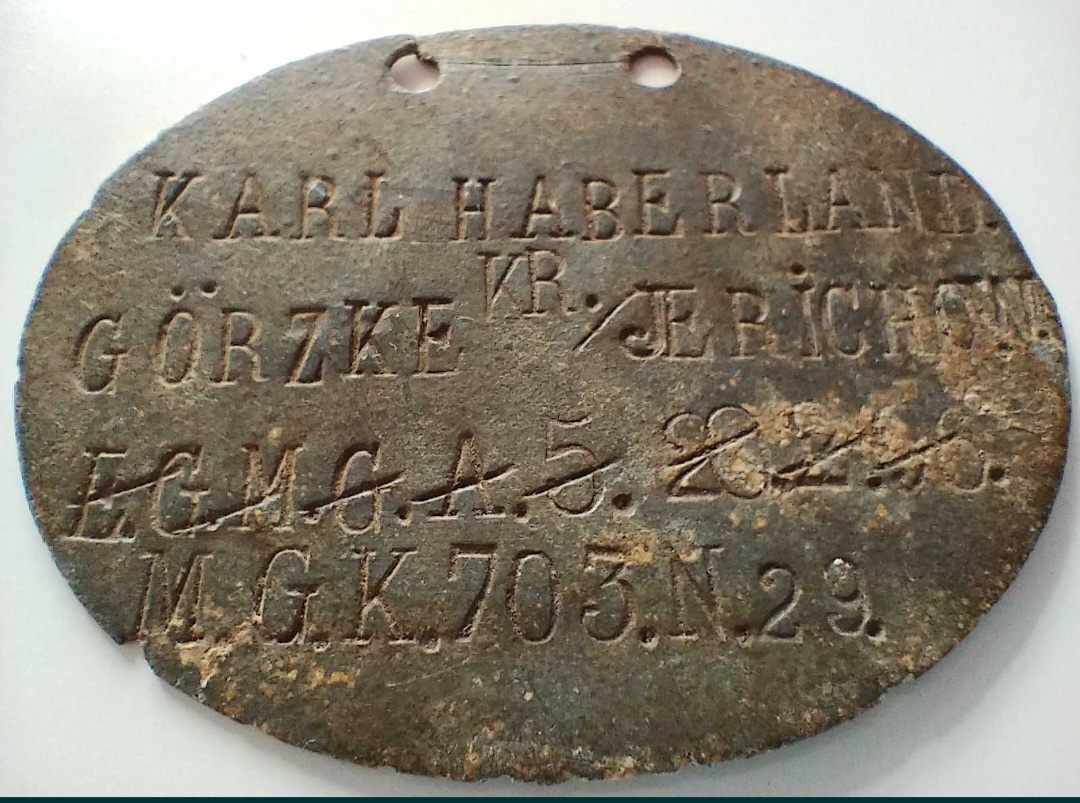 KARL HABERLAND.
GÖRZKE KR. /JERICHOW.
E.G.M.G.A.5.
M.G.K.703.N.29.